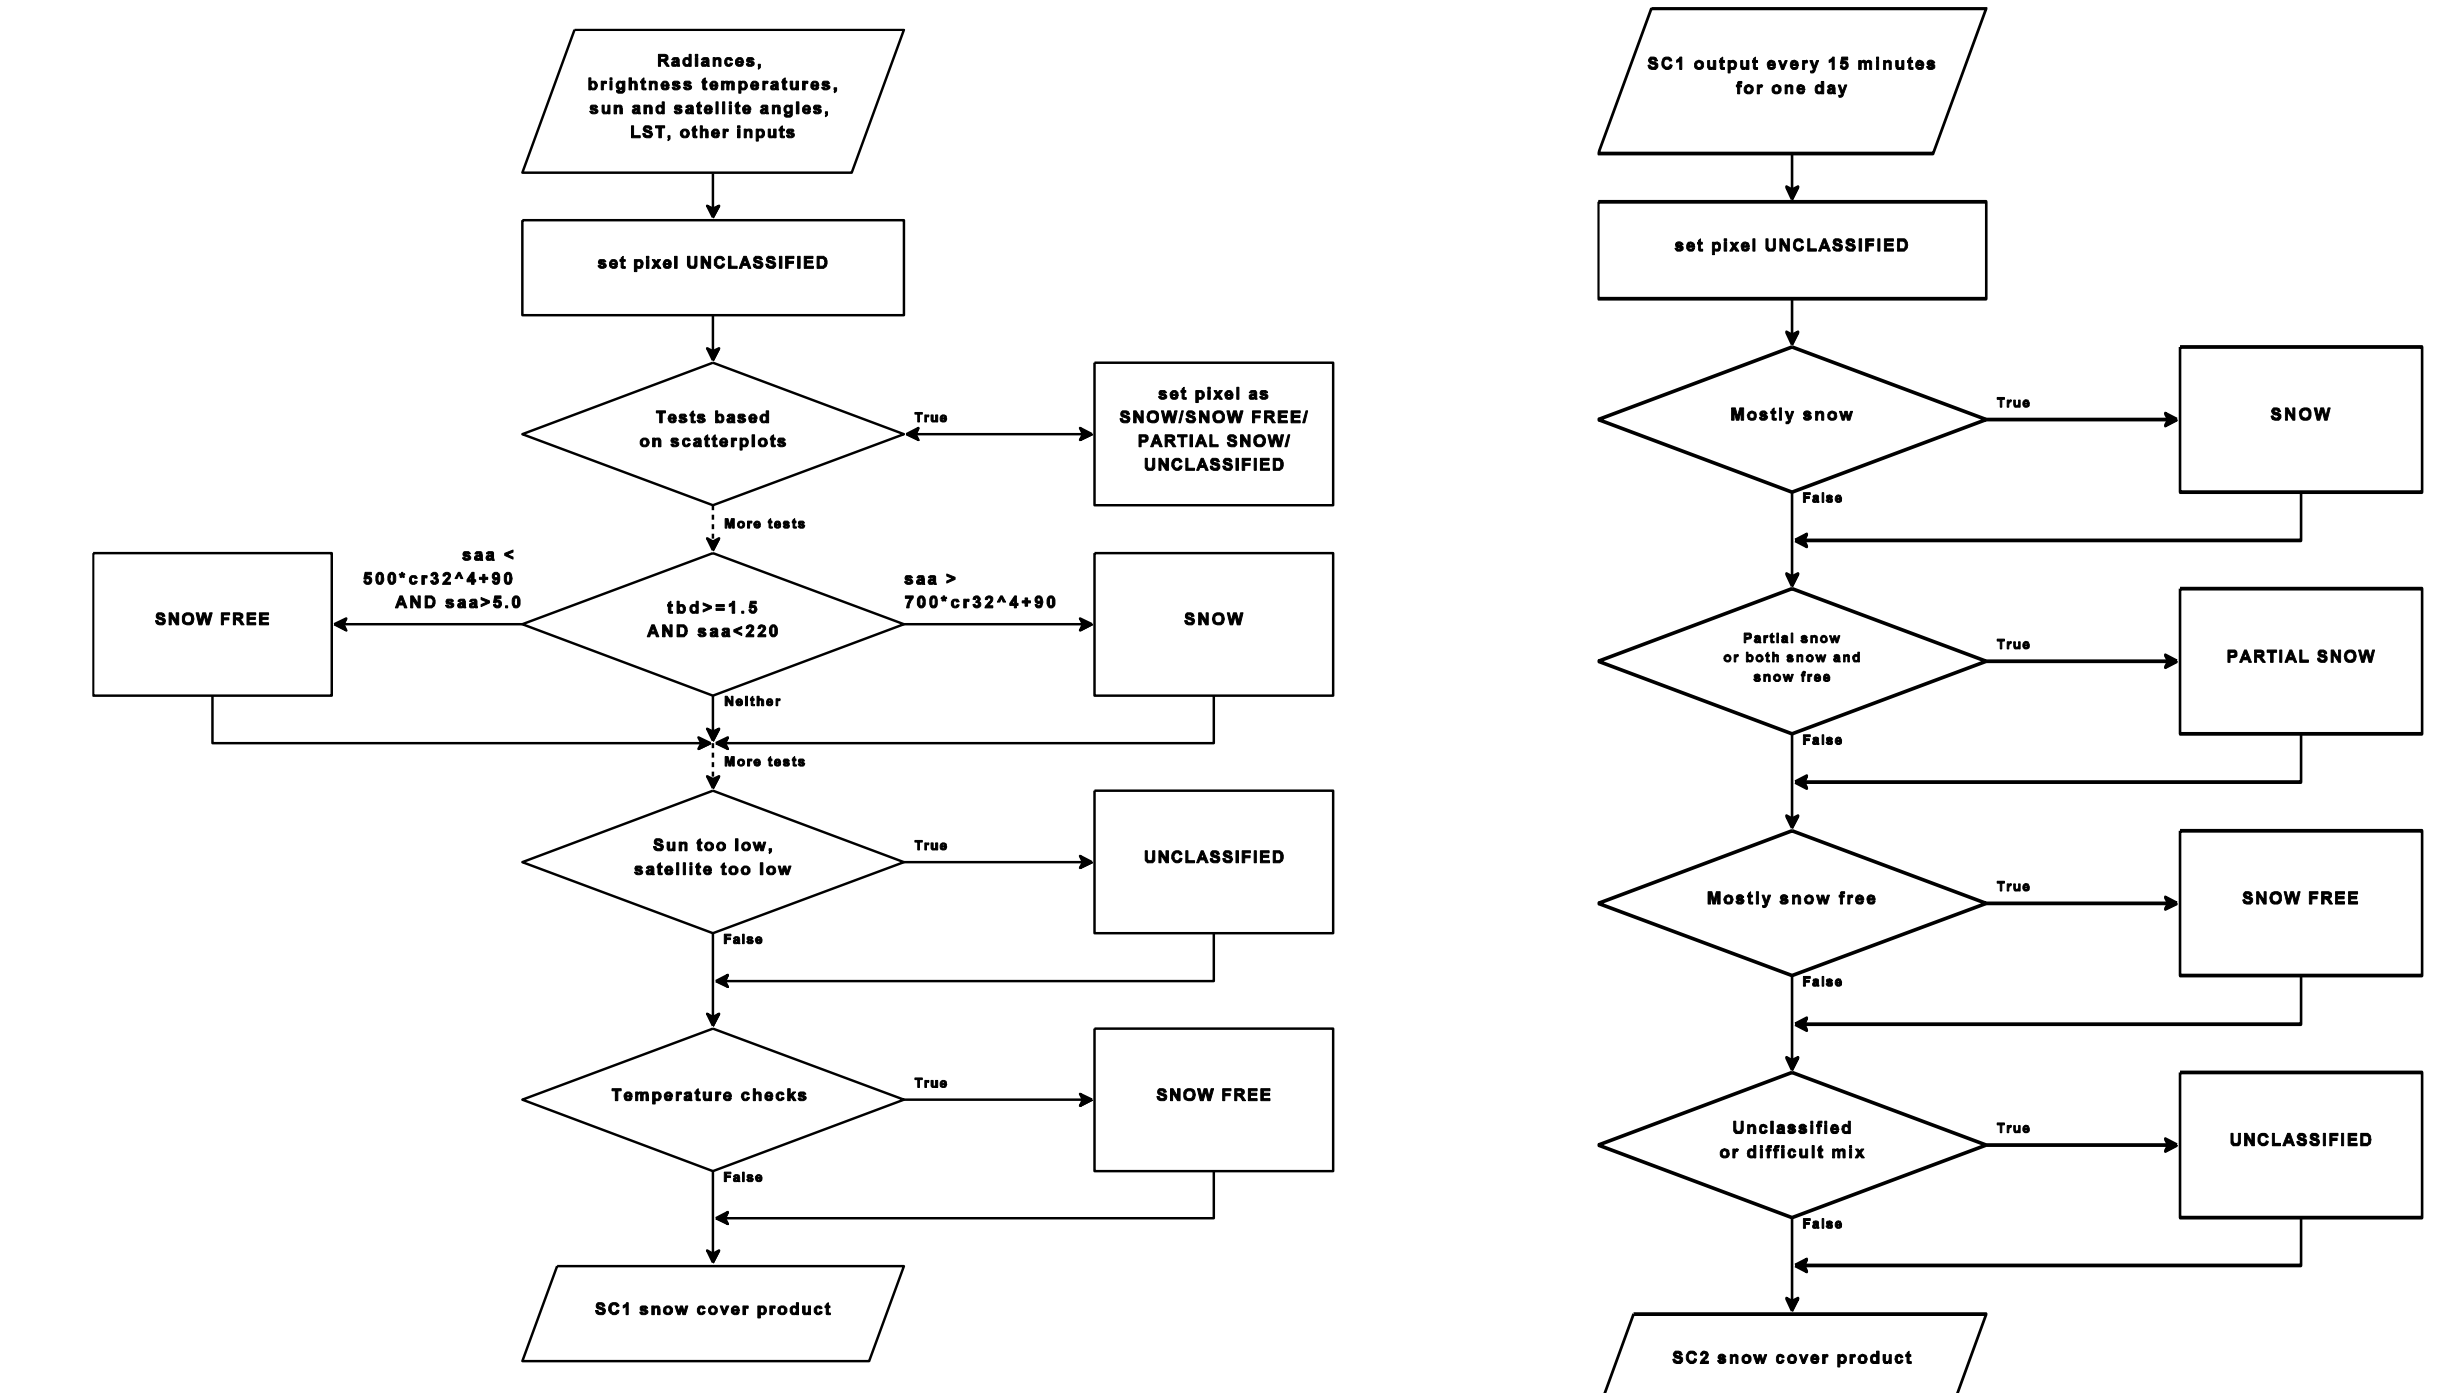 Radiances,
brightness temperatures,
sun and satellite angles,
LST, other inputs
set pixel UNCLASSIFIED
Tests based
on scatterplots
True
set pixel as
SNOW/SNOW FREE/
PARTIAL SNOW/
UNCLASSIFIED
More tests
SNOW FREE
saa <
500*cr32^4+90
AND saa>5.0
tbd>=1.5
AND saa<220
saa >
700*cr32^4+90
SNOW
Neither
More tests
Sun too low,
satellite too low
True
UNCLASSIFIED
False
Temperature checks
True
SNOW FREE
False
SC1 snow cover product
SC1 output every 15 minutes
for one day
set pixel UNCLASSIFIED
Mostly snow
True
SNOW
False
Partial snow
or both snow and
snow free
True
PARTIAL SNOW
False
Mostly snow free
True
SNOW FREE
False
Unclassified
or difficult mix
True
UNCLASSIFIED
False
SC2 snow cover product